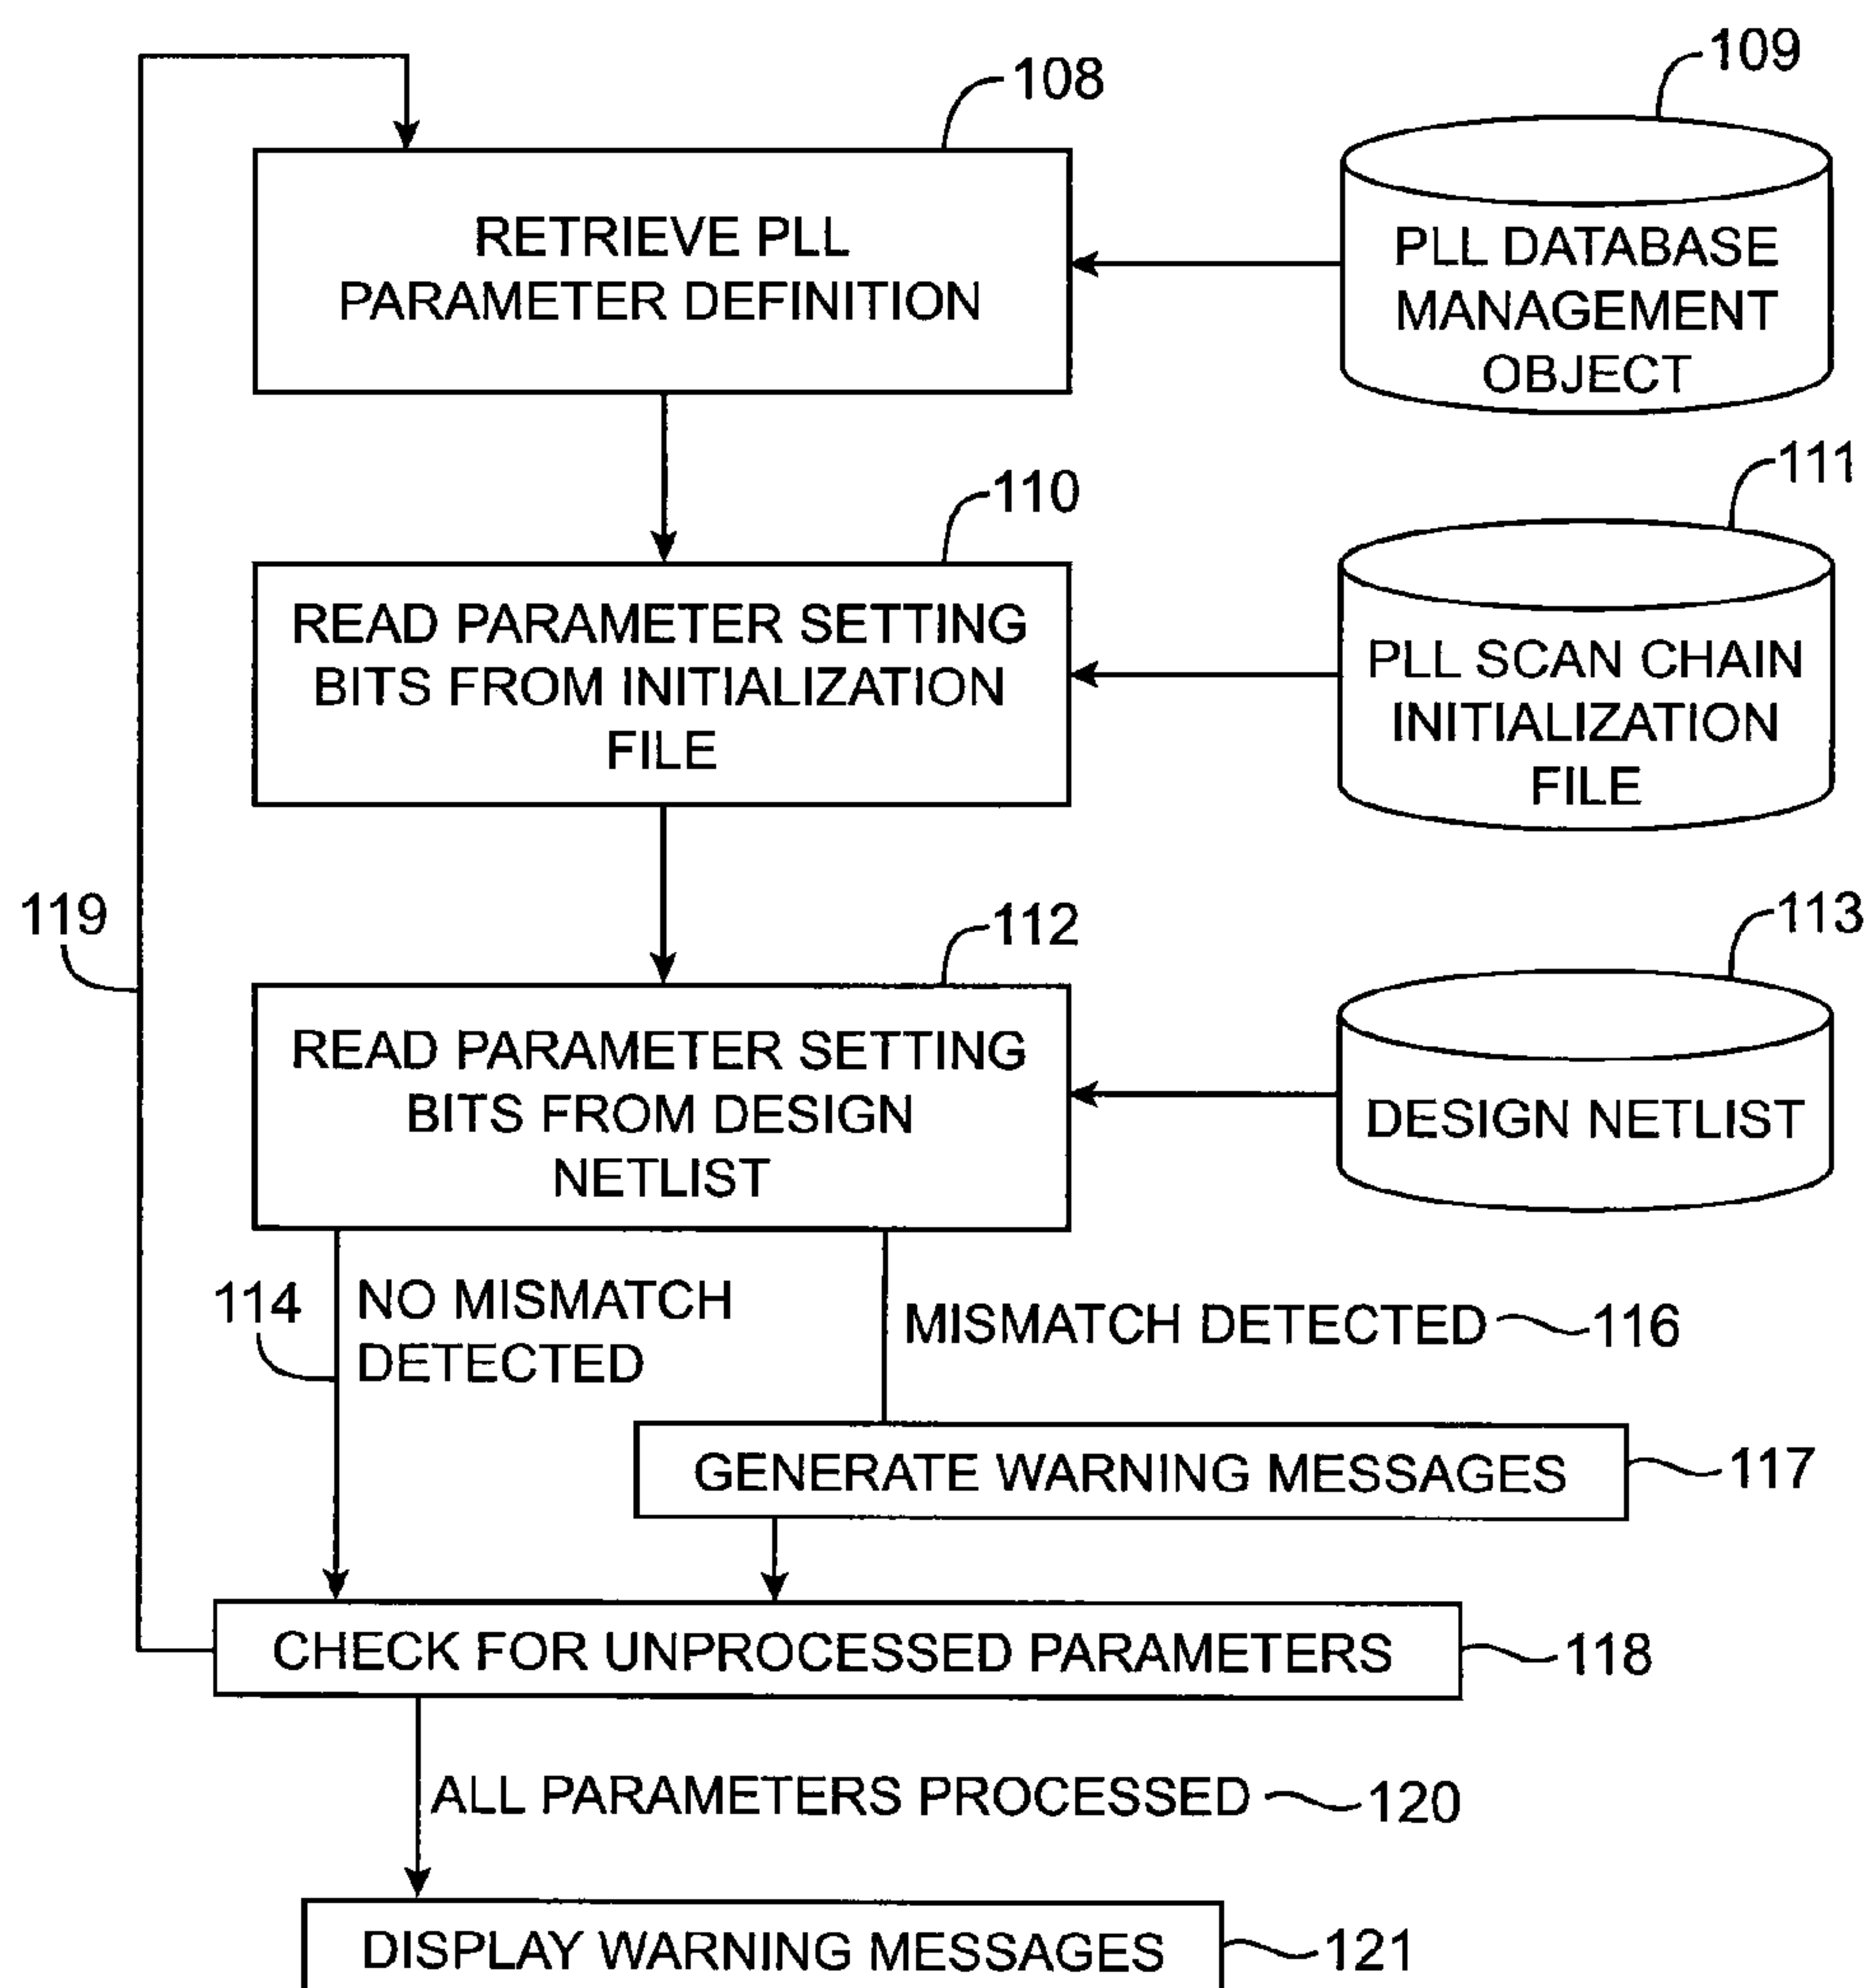 109
108
RETRIEVE PLL
PARAMETER DEFINITION
PLL DATABASE
MANAGEMENT
OBJECT
111
110
READ PARAMETER SETTING
BITS FROM INITIALIZATION
FILE
PLL SCAN CHAIN
INITIALIZATION
FILE
119
113
112
READ PARAMETER SETTING
BITS FROM DESIGN
NETLIST
DESIGN NETLIST
114
NO MISMATCH
DETECTED
MISMATCH DETECTED
116
GENERATE WARNING MESSAGES
117
CHECK FOR UNPROCESSED PARAMETERS
118
ALL PARAMETERS PROCESSED
120
DISPLAY WARNING MESSAGES
121